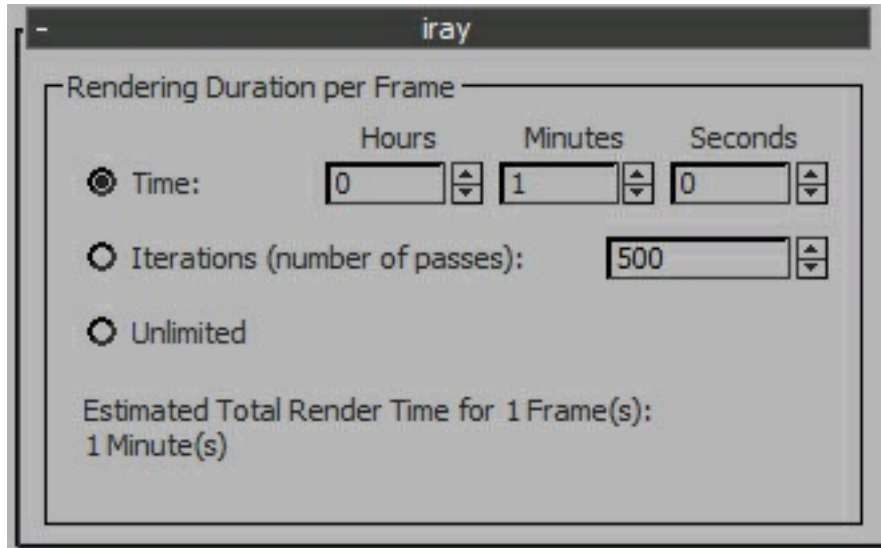 - iray
Rendering Duration per Frame
Hours Minutes Seconds
Time: 0 1 0
Iterations (number of passes): 500
Unlimited
Estimated Total Render Time for 1 Frame(s):
1 Minute(s)